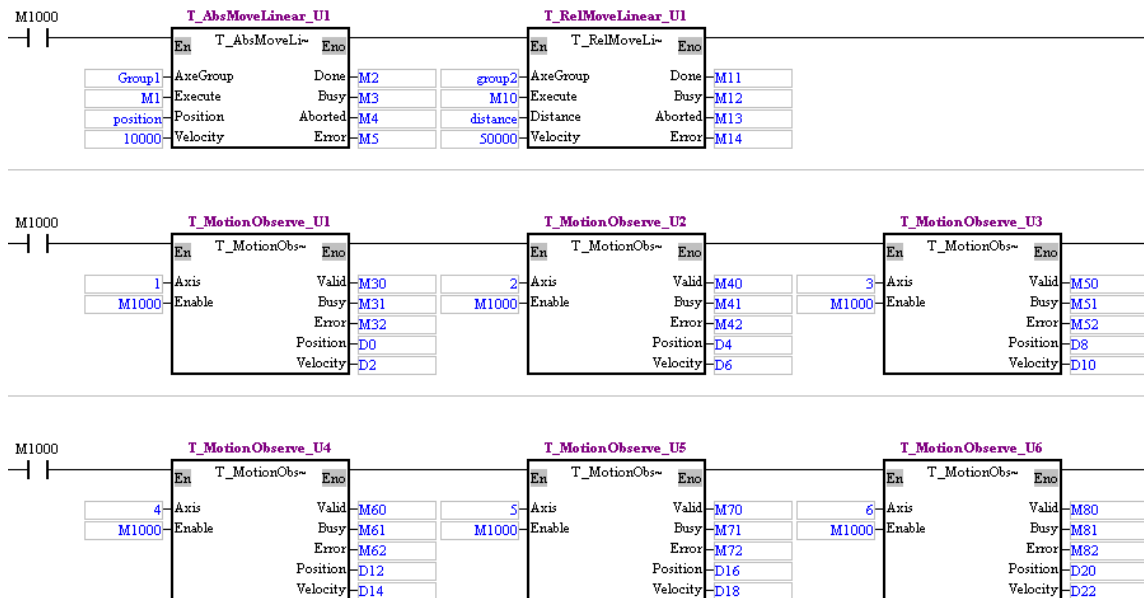 M1000 T_AbsMoveLinear_U1 T_RelMoveLinear_U1
En T_AbsMoveLi~ Eno En T_RelMoveLi~ Eno
Group1 AxeGroup Done M2 group2 AxeGroup Done M11
M1 Execute Busy M3 M10 Execute Busy M12
position Position Aborted M4 distance Distance Aborted M13
10000 Velocity Error M5 50000 Velocity Error M14
M1000 T_MotionObserve_U1 T_MotionObserve_U2 T_MotionObserve_U3
En T_MotionObs~ Eno En T_MotionObs~ Eno En T_MotionObs~ Eno
1 Axis Valid M30 2 Axis Valid M40 3 Axis Valid M50
M1000 Enable Busy M31 M1000 Enable Busy M41 M1000 Enable Busy M51
Error M32 Error M42 Error M52
Position D0 Position D4 Position D8
Velocity D2 Velocity D6 Velocity D10
M1000 T_MotionObserve_U4 T_MotionObserve_U5 T_MotionObserve_U6
En T_MotionObs~ Eno En T_MotionObs~ Eno En T_MotionObs~ Eno
4 Axis Valid M60 5 Axis Valid M70 6 Axis Valid M80
M1000 Enable Busy M61 M1000 Enable Busy M71 M1000 Enable Busy M81
Error M62 Error M72 Error M82
Position D12 Position D16 Position D20
Velocity D14 Velocity D18 Velocity D22